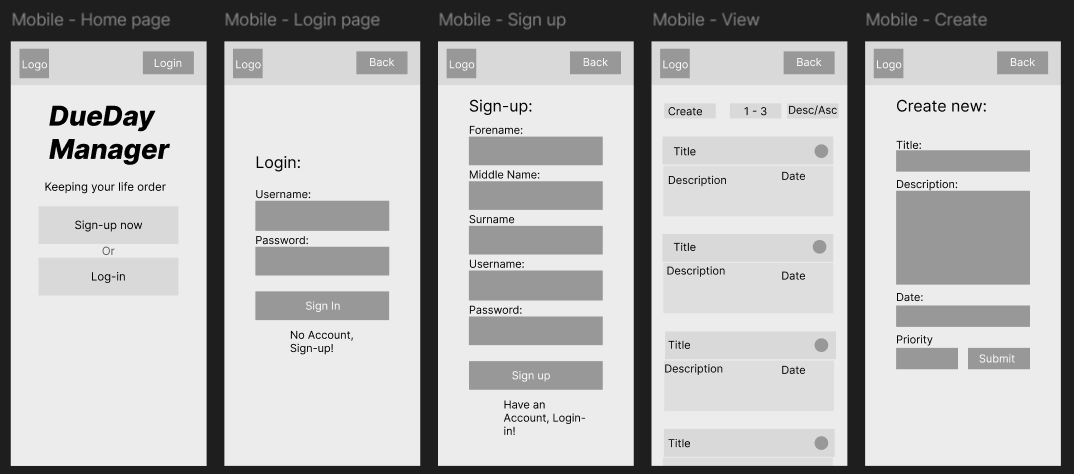 Mobile - Home page
Logo
Login
DueDay
Manager
Keeping your life order
Sign-up now
Or
Log-in
Mobile - Login page
Logo
Back
Login:
Username:
Password:
Sign In
No Account,
Sign-up!
Mobile - Sign up
Logo
Back
Sign-up:
Forename:
Middle Name:
Surname
Username:
Password:
Sign up
Have an
Account, Login-
in!
Mobile - View
Logo
Back
Create
1 - 3
Desc/Asc
Title
Description
Date
Title
Description
Date
Title
Description
Date
Title
Mobile - Create
Logo
Back
Create new:
Title:
Description:
Date:
Priority
Submit